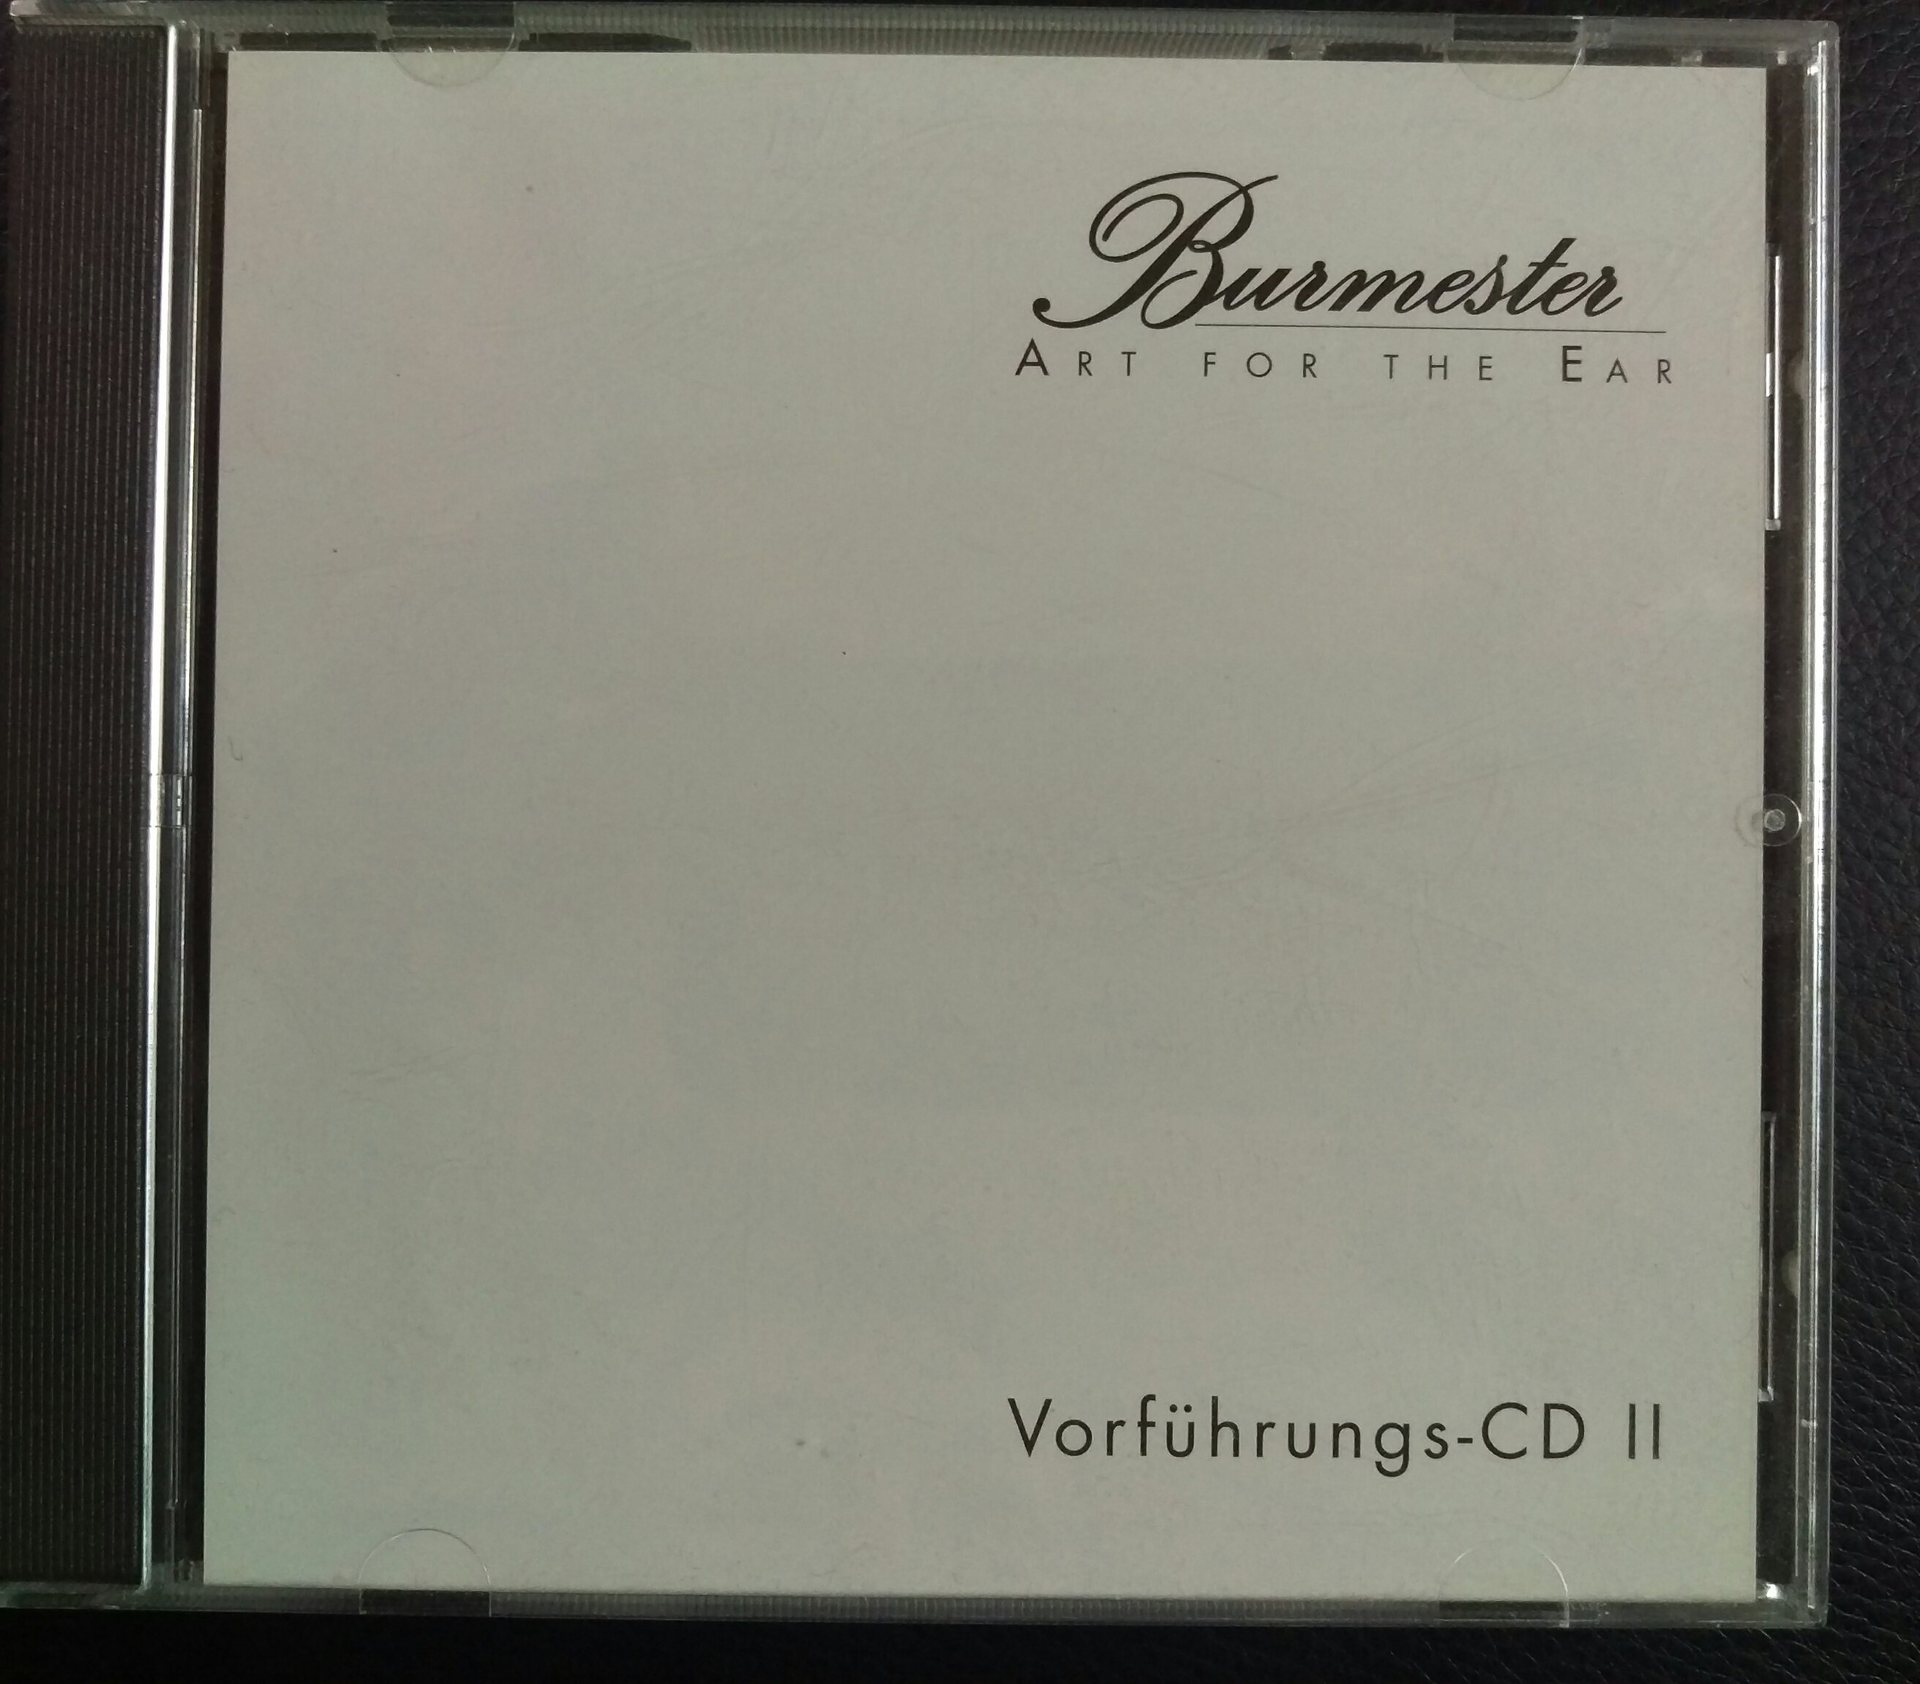 Burmester
ART FOR THE EAR
Vorführungs-CD II